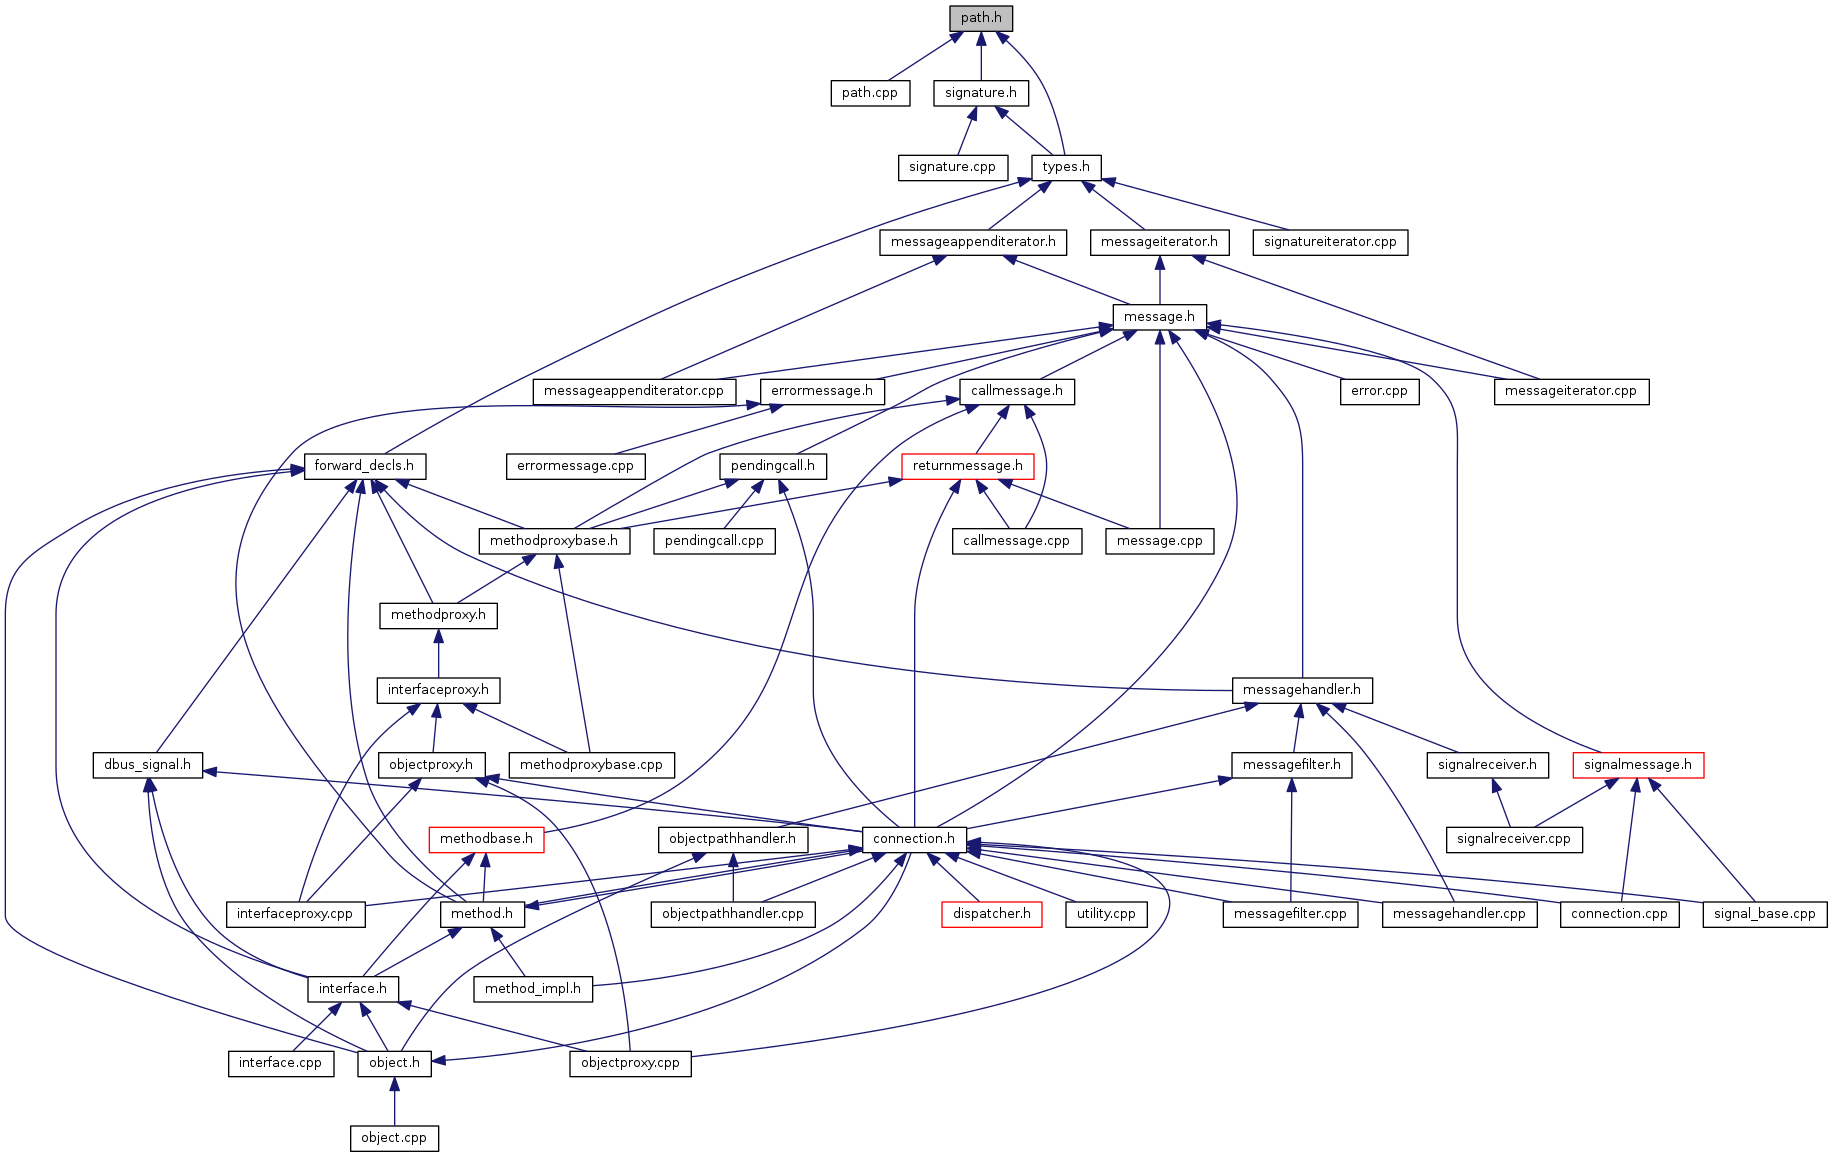 path.h
path.cpp
signature.h
signature.cpp
types.h
messageappenditerator.h
messageiterator.h
signatureiterator.cpp
message.h
messageappenditerator.cpp
errormessage.h
callmessage.h
error.cpp
messageiterator.cpp
forward_decls.h
errormessage.cpp
pendingcall.h
returnmessage.h
methodproxybase.h
pendingcall.cpp
callmessage.cpp
message.cpp
methodproxy.h
interfaceproxy.h
messagehandler.h
dbus_signal.h
objectproxy.h
methodproxybase.cpp
messagefilter.h
signalreceiver.h
signalmessage.h
methodbase.h
objectpathhandler.h
connection.h
signalreceiver.cpp
interfaceproxy.cpp
method.h
objectpathhandler.cpp
dispatcher.h
utility.cpp
messagefilter.cpp
messagehandler.cpp
connection.cpp
signal_base.cpp
interface.h
method_impl.h
interface.cpp
object.h
objectproxy.cpp
object.cpp